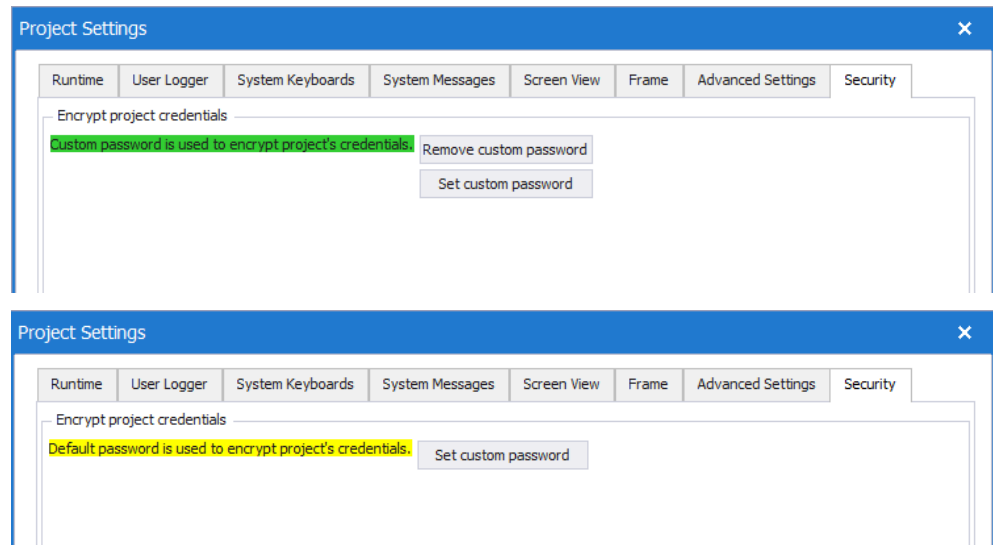 Project Settings ×
Runtime User Logger System Keyboards System Messages Screen View Frame Advanced Settings Security
Encrypt project credentials
Custom password is used to encrypt project's credentials. Remove custom password
Set custom password
Project Settings ×
Runtime User Logger System Keyboards System Messages Screen View Frame Advanced Settings Security
Encrypt project credentials
Default password is used to encrypt project's credentials. Set custom password